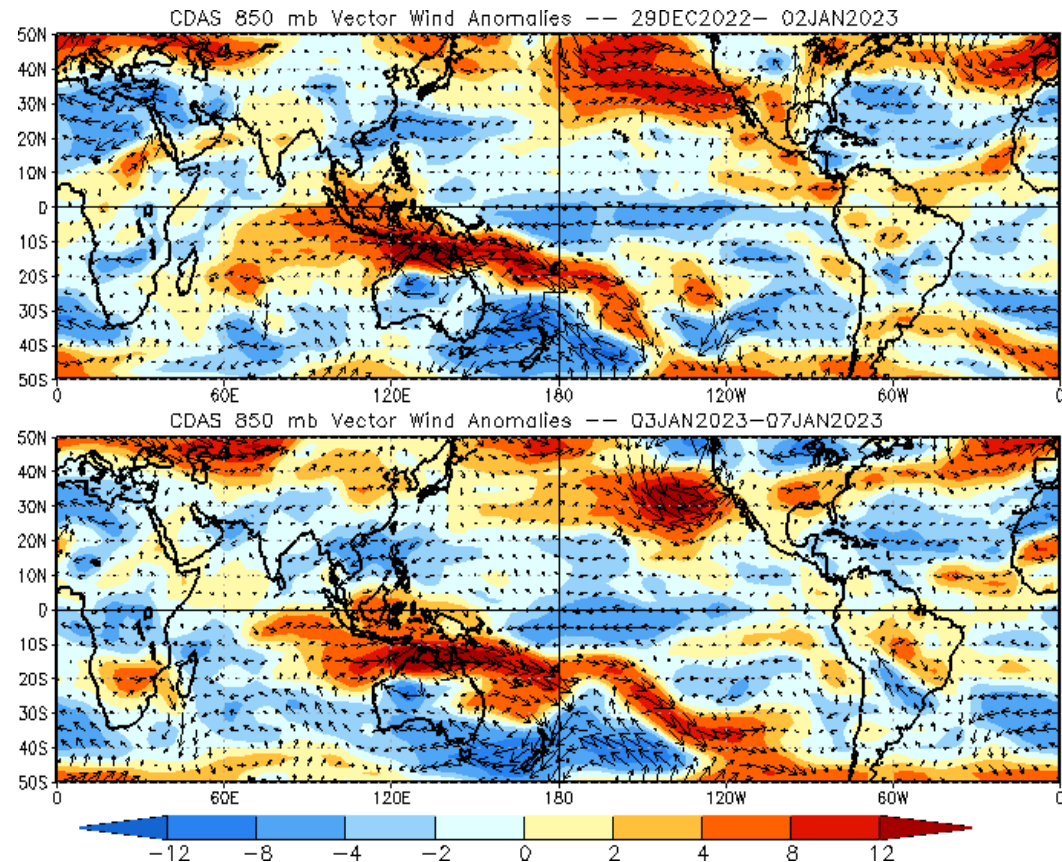 CDAS 850 mb Vector Wind Anomalies -- 29DEC2022- 02JAN2023
50N
40N
30N
20N
10N
0
10S
20S
30S
40S
50S
0 60E 120E 180 120W 60W 0
CDAS 850 mb Vector Wind Anomalies -- 03JAN2023-07JAN2023
50N
40N
30N
20N
10N
0
10S
20S
30S
40S
50S
0 60E 120E 180 120W 60W 0
-12 -8 -4 -2 0 2 4 8 12